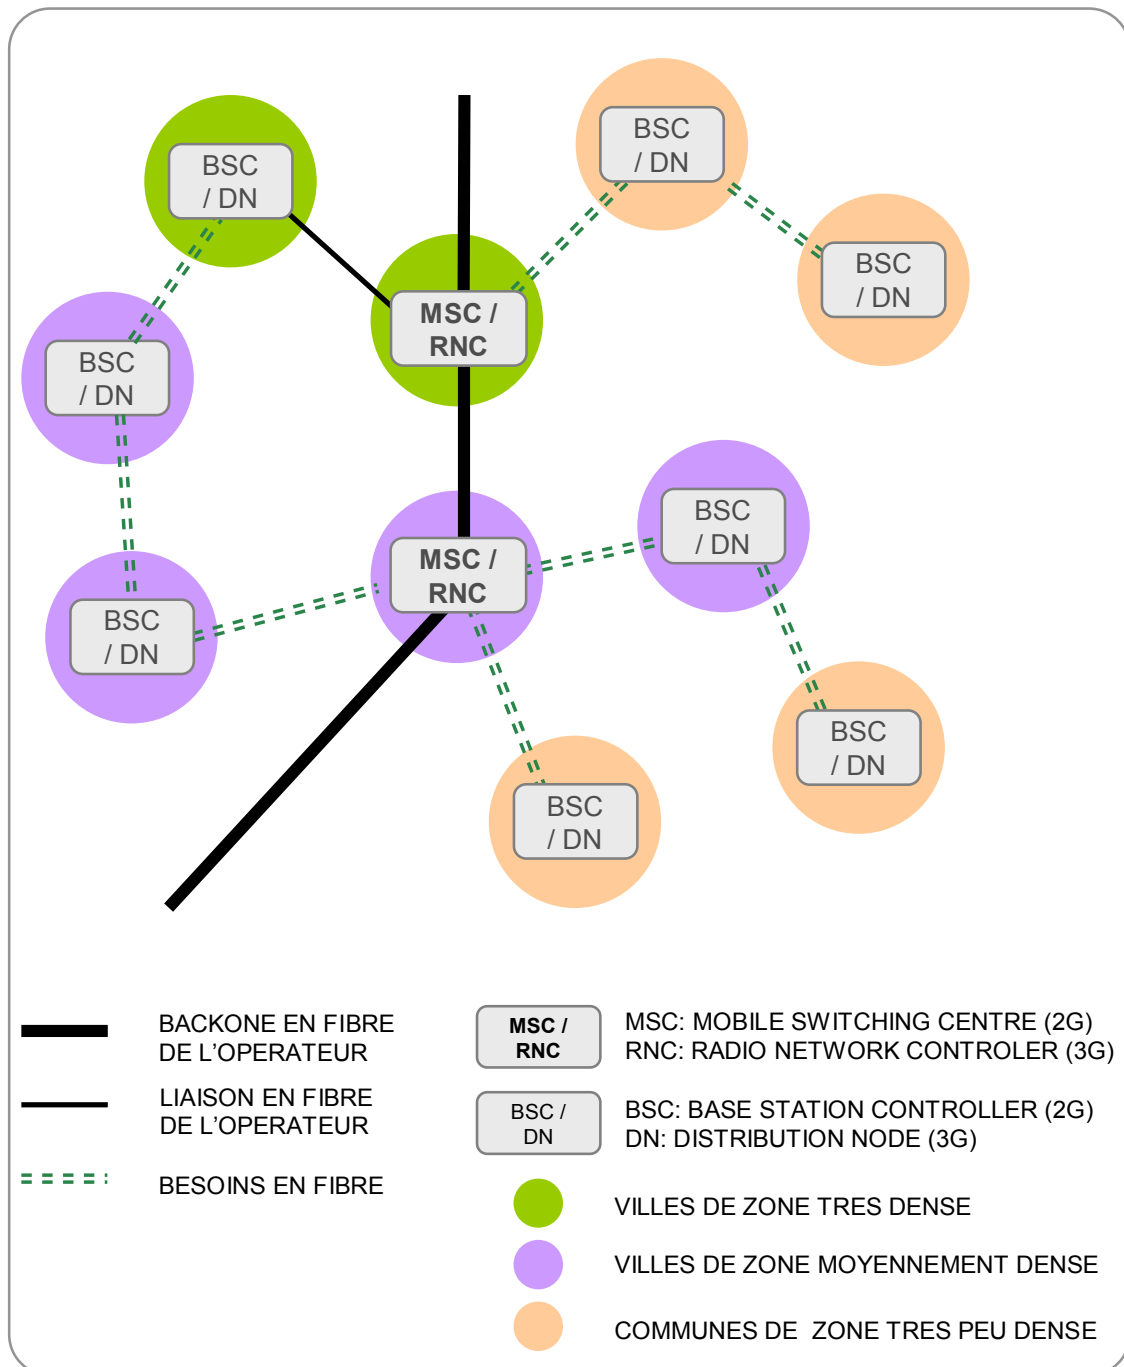 BSC
/ DN
BSC
/ DN
BSC
/ DN
MSC /
RNC
BSC
/ DN
BSC
/ DN
MSC /
RNC
BSC
/ DN
BSC
/ DN
BSC
/ DN
BSC
/ DN
BACKONE EN FIBRE
DE L'OPERATEUR
LIAISON EN FIBRE
DE L'OPERATEUR
BESOINS EN FIBRE
MSC /
RNC
MSC: MOBILE SWITCHING CENTRE (2G)
RNC: RADIO NETWORK CONTROLER (3G)
BSC /
DN
BSC: BASE STATION CONTROLLER (2G)
DN: DISTRIBUTION NODE (3G)
VILLES DE ZONE TRES DENSE
VILLES DE ZONE MOYENNEMENT DENSE
COMMUNES DE ZONE TRES PEU DENSE